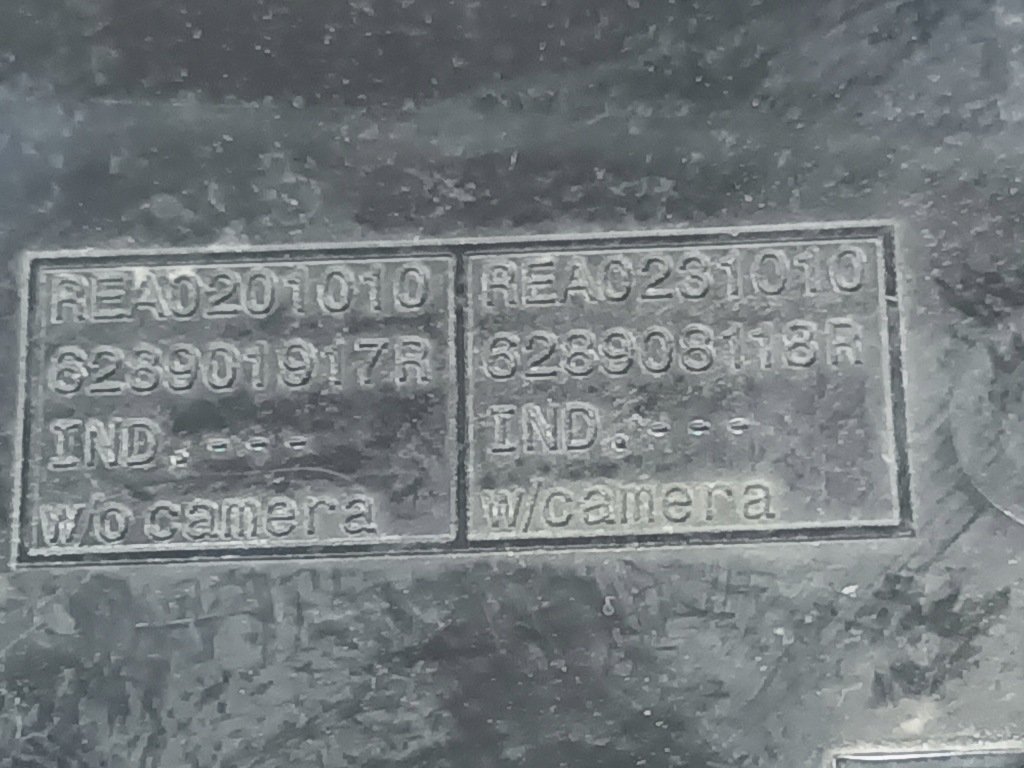 REA0201010
628901917R
IND.---
w/o camera
REA0231010
628908118R
IND.---
w/camera